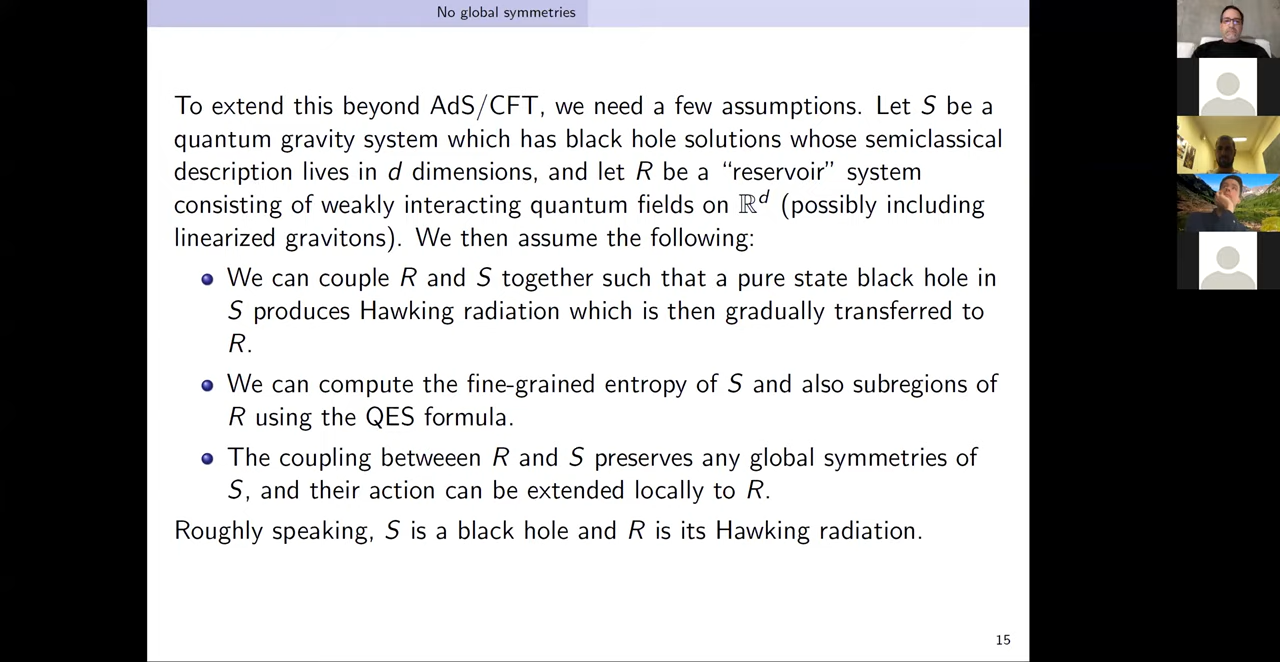 No global symmetries
To extend this beyond AdS/CFT, we need a few assumptions. Let S be a
quantum gravity system which has black hole solutions whose semiclassical
description lives in d dimensions, and let R be a “reservoir” system
consisting of weakly interacting quantum fields on ℝᵈ (possibly including
linearized gravitons). We then assume the following:
We can couple R and S together such that a pure state black hole in
S produces Hawking radiation which is then gradually transferred to
R.
We can compute the fine-grained entropy of S and also subregions of
R using the QES formula.
The coupling betweeen R and S preserves any global symmetries of
S, and their action can be extended locally to R.
Roughly speaking, S is a black hole and R is its Hawking radiation.
15